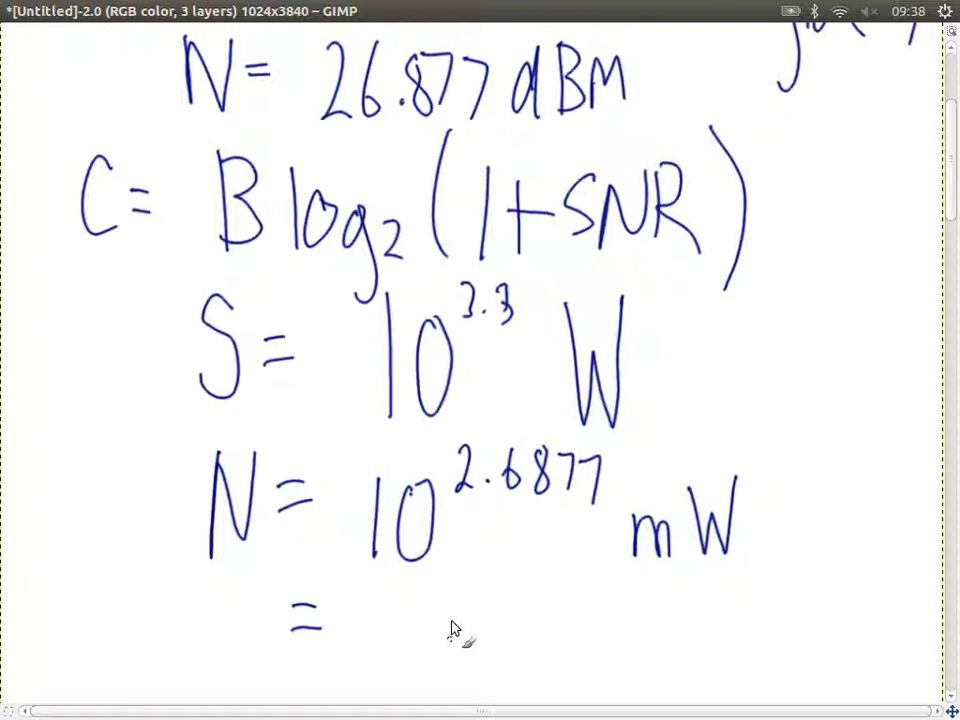 *[Untitled]-2.0 (RGB color, 3 layers) 1024x3840 – GIMP 09:38
N = 26.877 dBM
C = B log₂ (1+SNR)
S = 10^3.3 W
N = 10^2.6877 mW
=